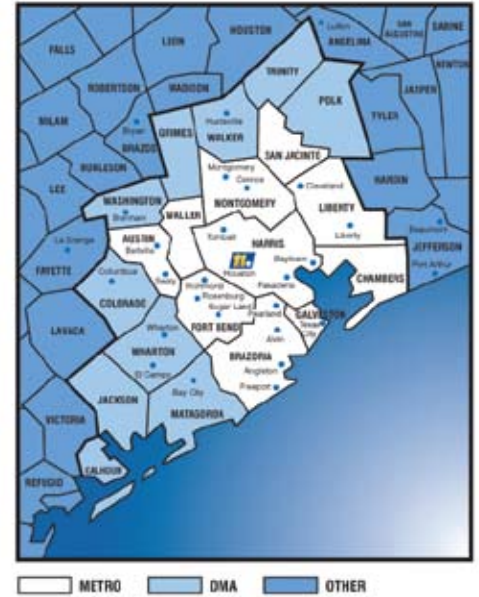 FALLS
LEON
HOUSTON
Lufkin
ANGELINA
SAN
AUGUSTINE
SABINE
NEWTON
TRINITY
ROBERTSON
MADISON
POLK
JASPER
TYLER
MILAM
Bryan
BRAZOS
GRIMES
Huntsville
WALKER
SAN JACINTO
BURLESON
HARDIN
LEE
Montgomery
Conroe
Cleveland
MONTGOMERY
LIBERTY
WASHINGTON
Brenham
WALLER
Beaumont
Liberty
JEFFERSON
Port Arthur
La Grange
AUSTIN
Bellville
Tomball
HARRIS
FAYETTE
11
Houston
Baytown
CHAMBERS
Columbus
Sealy
Pasadena
COLORADO
Richmond
Rosenburg
Sugar Land
Pearland
GALVESTON
Texas
City
LAVACA
FORT BEND
Wharton
Alvin
WHARTON
BRAZORIA
Angleton
El Campo
Freeport
Bay City
JACKSON
MATAGORDA
VICTORIA
CALHOUN
REFUGIO
METRO
DMA
OTHER